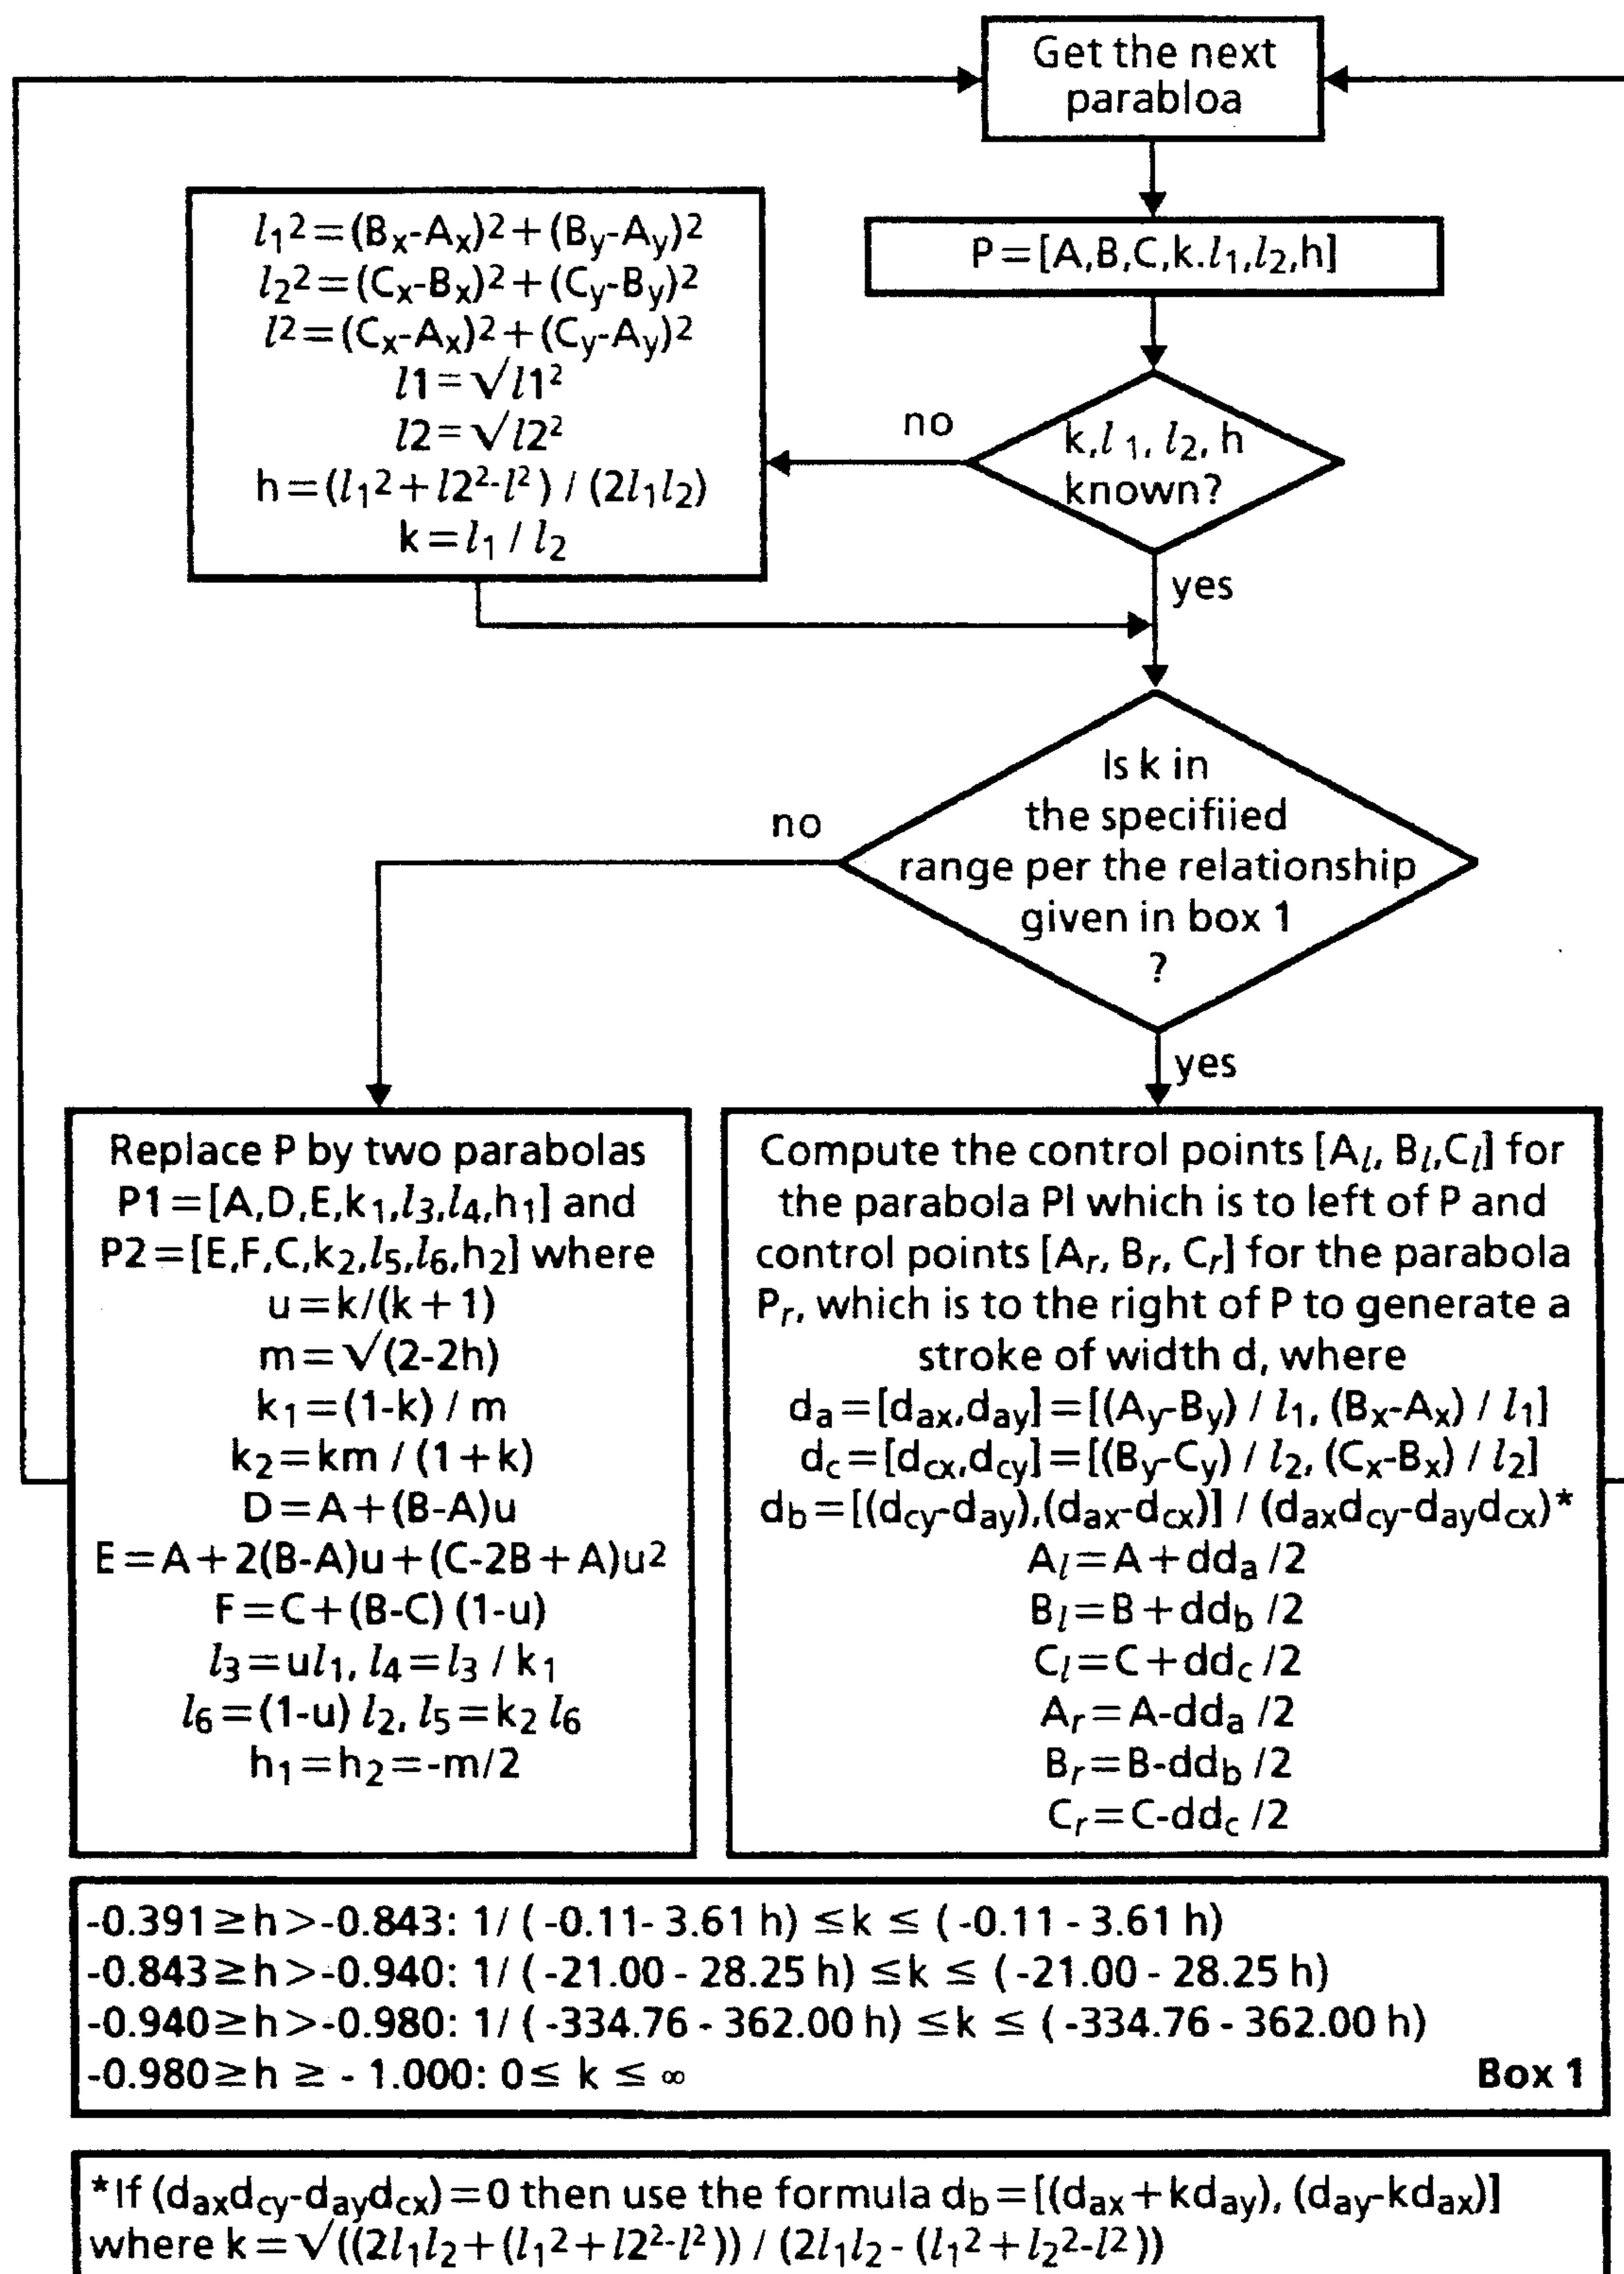 Get the next
parabloa
P=[A,B,C,k.l₁,l₂,h]
l₁²=(Bₓ-Aₓ)²+(By-Ay)²
l₂²=(Cₓ-Bₓ)²+(Cy-By)²
l²=(Cₓ-Aₓ)²+(Cy-Ay)²
l1=√l1²
l2=√l2²
h=(l₁²+l2²-l²) / (2l₁l₂)
k=l₁ / l₂
no
k,l ₁, l₂, h
known?
yes
Is k in
the specifiied
range per the relationship
given in box 1
?
no
yes
Replace P by two parabolas
P1=[A,D,E,k₁,l₃,l₄,h₁] and
P2=[E,F,C,k₂,l₅,l₆,h₂] where
u=k/(k+1)
m=√(2-2h)
k₁=(1-k) / m
k₂=km / (1+k)
D=A+(B-A)u
E=A+2(B-A)u+(C-2B+A)u²
F=C+(B-C) (1-u)
l₃=ul₁, l₄=l₃ / k₁
l₆=(1-u) l₂, l₅=k₂ l₆
h₁=h₂=-m/2
Compute the control points [Al, Bl,Cl] for
the parabola Pl which is to left of P and
control points [Ar, Br, Cr] for the parabola
Pr, which is to the right of P to generate a
stroke of width d, where
da=[dax,day]=[(Ay-By) / l₁, (Bx-Ax) / l₁]
dc=[dcx,dcy]=[(By-Cy) / l₂, (Cx-Bx) / l₂]
db=[(dcy-day),(dax-dcx)] / (daxdcy-daydcx)*
Al=A+dda /2
Bl=B+ddb /2
Cl=C+ddc /2
Ar=A-dda /2
Br=B-ddb /2
Cr=C-ddc /2
-0.391≥h>-0.843: 1/ ( -0.11- 3.61 h) ≤k ≤ ( -0.11 - 3.61 h)
-0.843≥h>-0.940: 1/ ( -21.00 - 28.25 h) ≤k ≤ ( -21.00 - 28.25 h)
-0.940≥h>-0.980: 1/ ( -334.76 - 362.00 h) ≤k ≤ ( -334.76 - 362.00 h)
-0.980≥h ≥ - 1.000: 0≤ k ≤ ∞
Box 1
*If (daxdcy-daydcx)=0 then use the formula db=[(dax+kday), (day-kdax)]
where k=√((2l₁l₂+(l₁²+l2²-l²)) / (2l₁l₂-(l₁²+l₂²-l²))